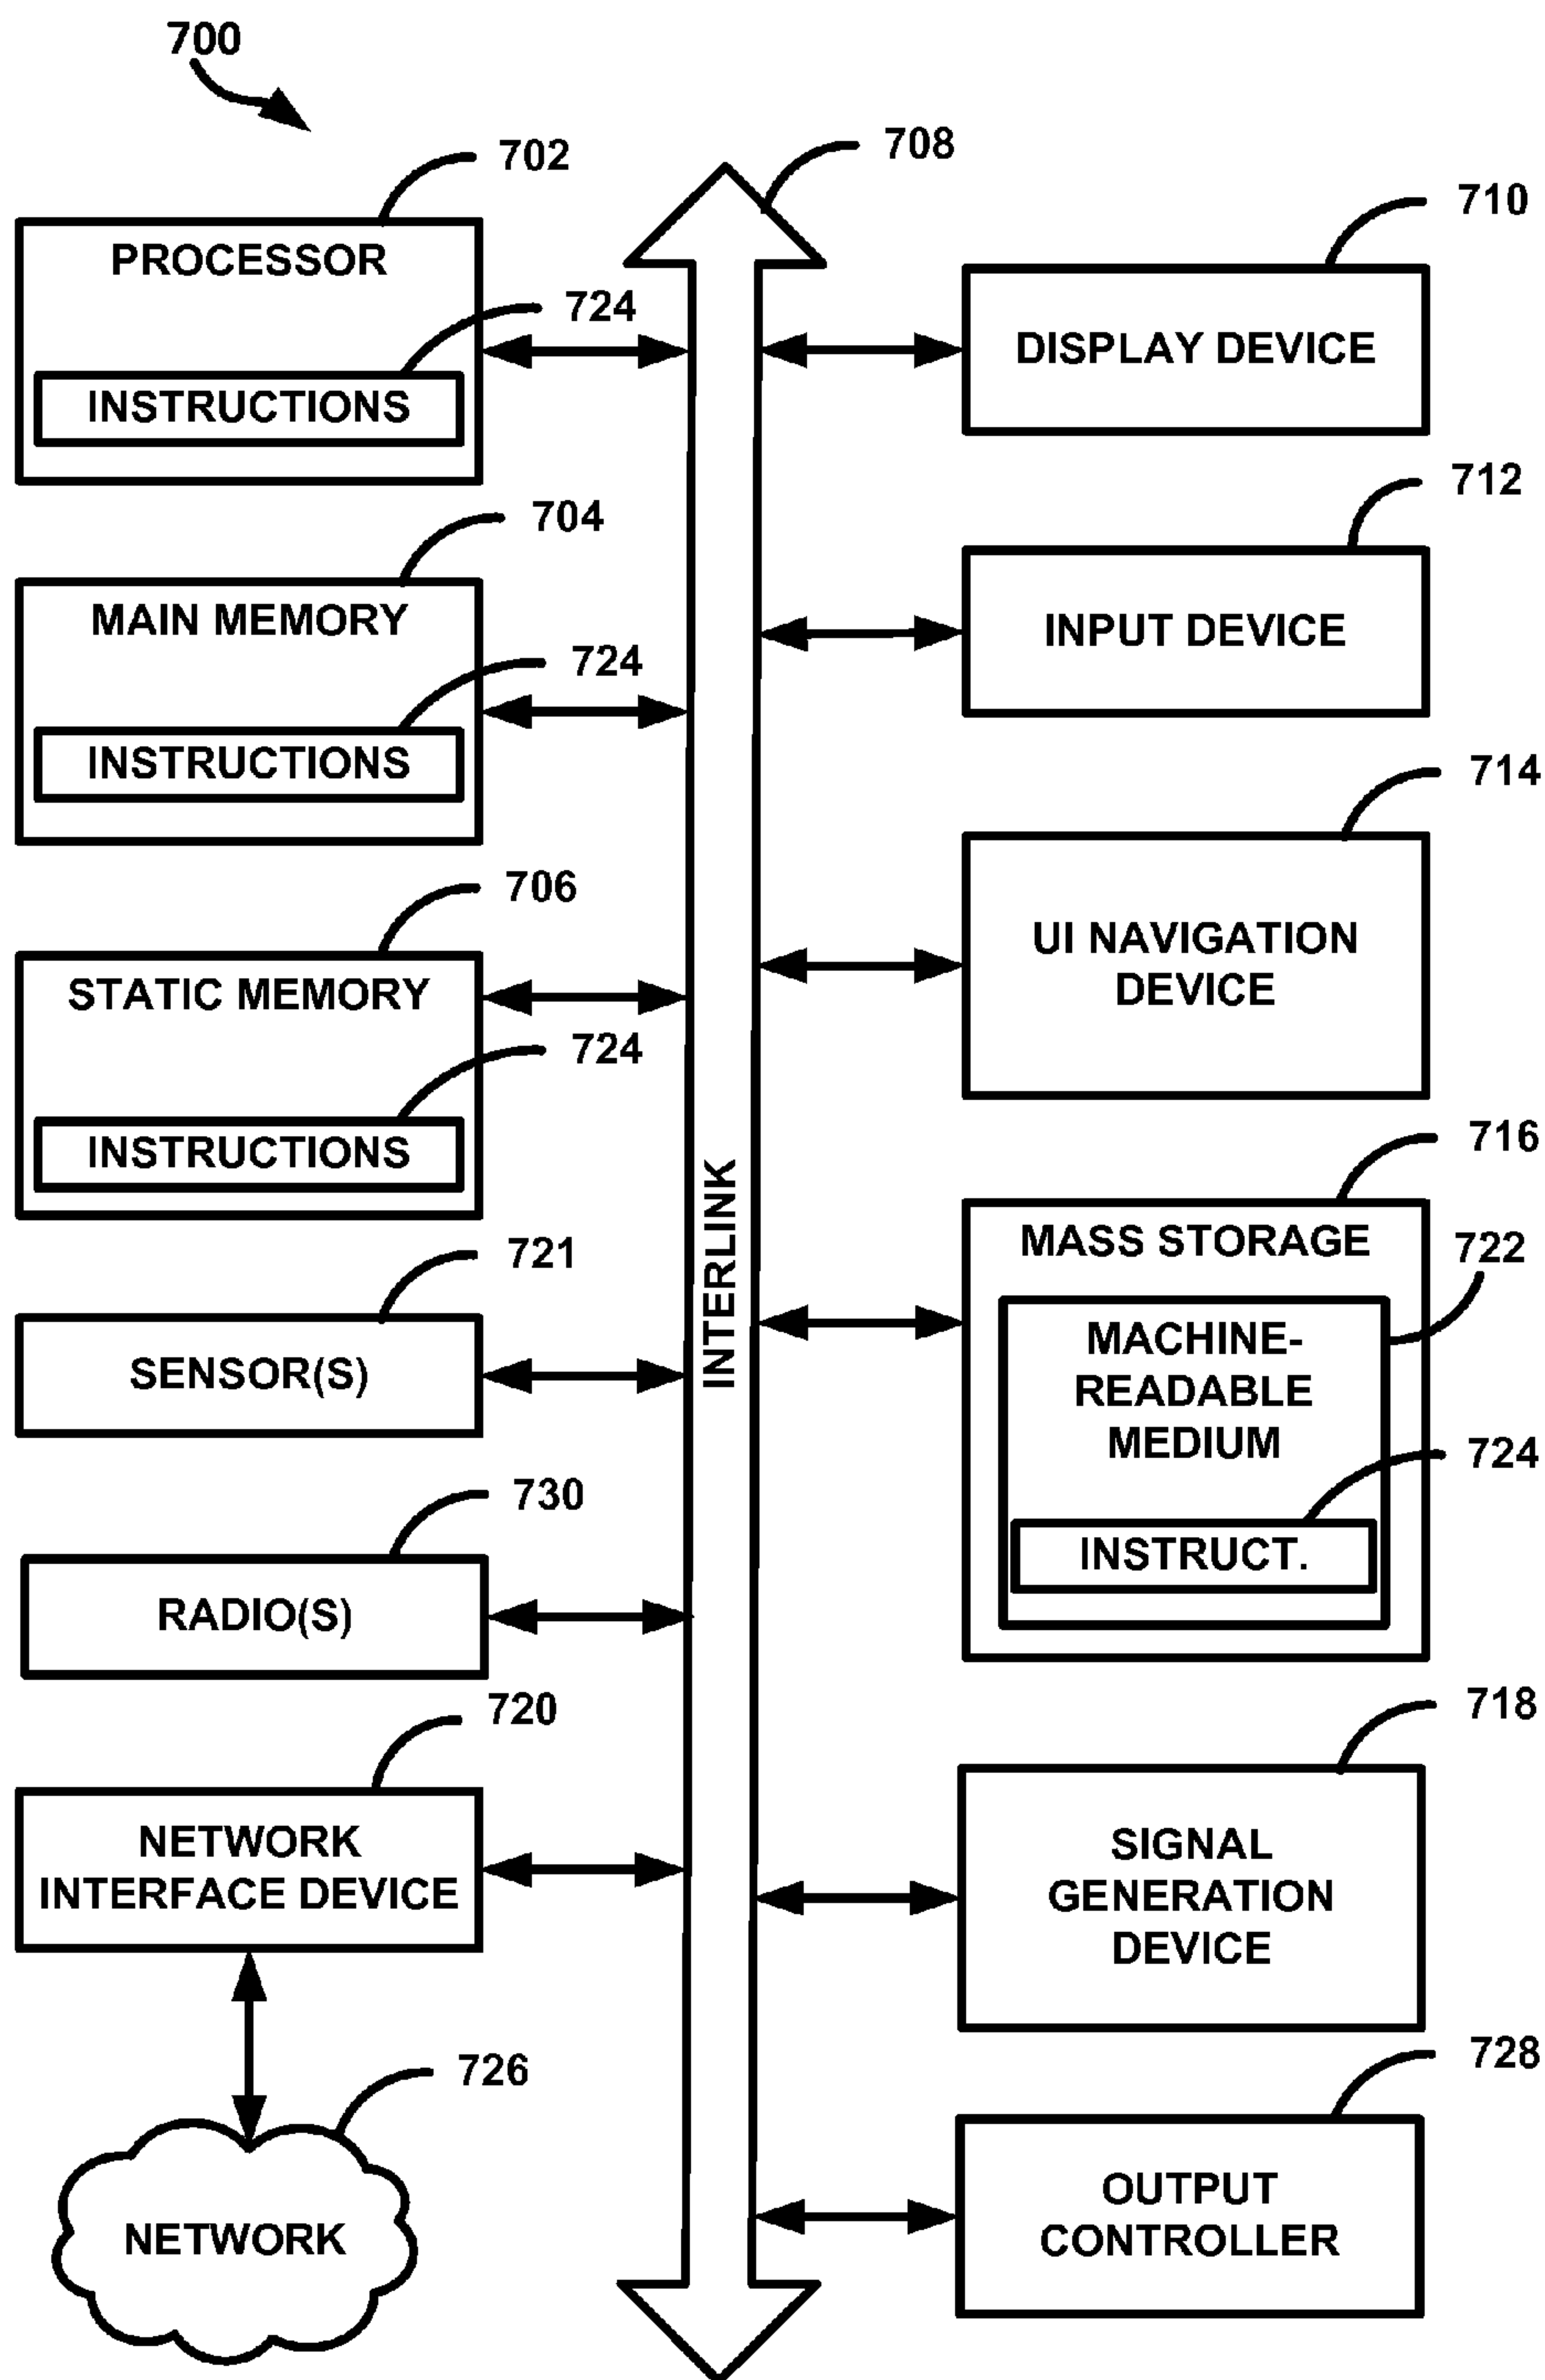 700
702
PROCESSOR
724
INSTRUCTIONS
704
MAIN MEMORY
724
INSTRUCTIONS
706
STATIC MEMORY
724
INSTRUCTIONS
721
SENSOR(S)
730
RADIO(S)
720
NETWORK
INTERFACE DEVICE
726
NETWORK
708
INTERLINK
710
DISPLAY DEVICE
712
INPUT DEVICE
714
UI NAVIGATION
DEVICE
716
MASS STORAGE
722
MACHINE-
READABLE
MEDIUM
724
INSTRUCT.
718
SIGNAL
GENERATION
DEVICE
728
OUTPUT
CONTROLLER